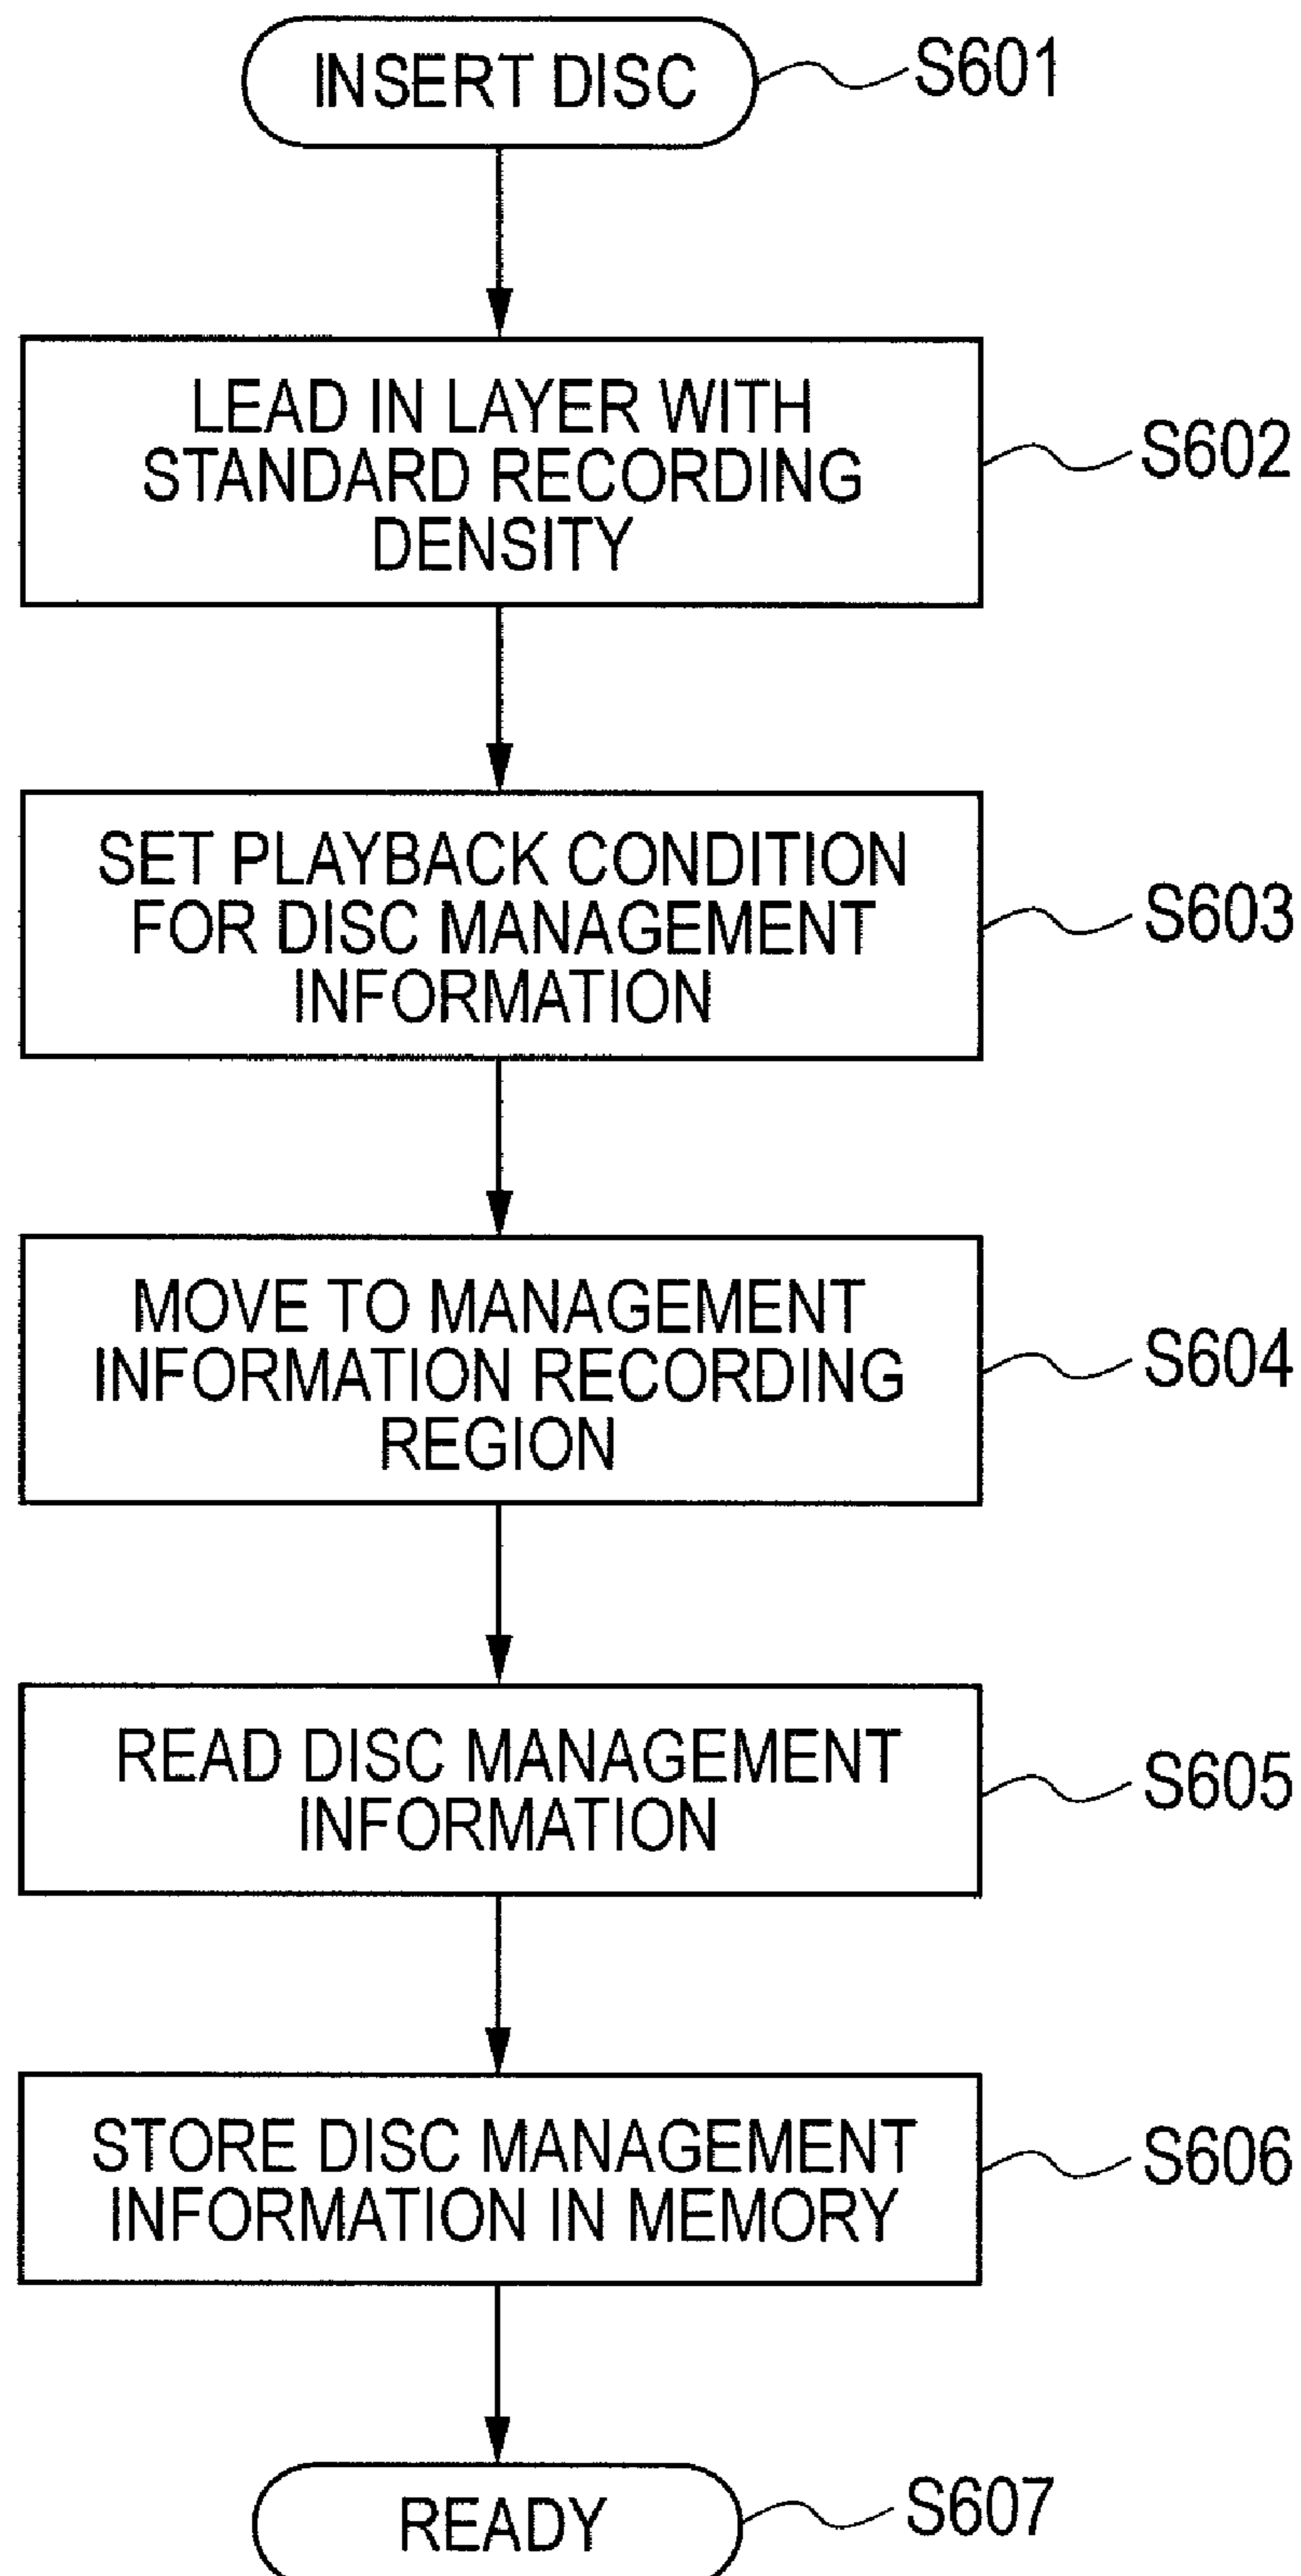 INSERT DISC
S601
LEAD IN LAYER WITH
STANDARD RECORDING
DENSITY
S602
SET PLAYBACK CONDITION
FOR DISC MANAGEMENT
INFORMATION
S603
MOVE TO MANAGEMENT
INFORMATION RECORDING
REGION
S604
READ DISC MANAGEMENT
INFORMATION
S605
STORE DISC MANAGEMENT
INFORMATION IN MEMORY
S606
READY
S607